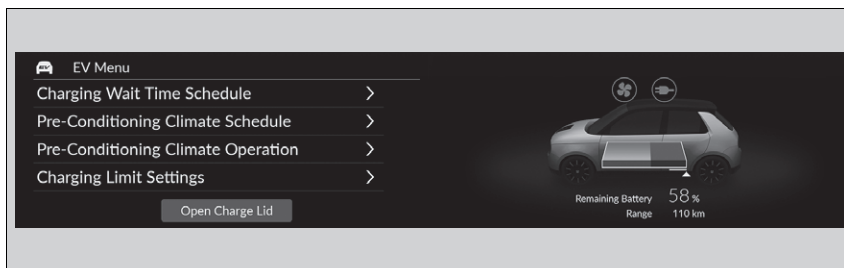 EV EV Menu
Charging Wait Time Schedule
Pre-Conditioning Climate Schedule
Pre-Conditioning Climate Operation
Charging Limit Settings
Open Charge Lid
Remaining Battery 58 %
Range 110 km